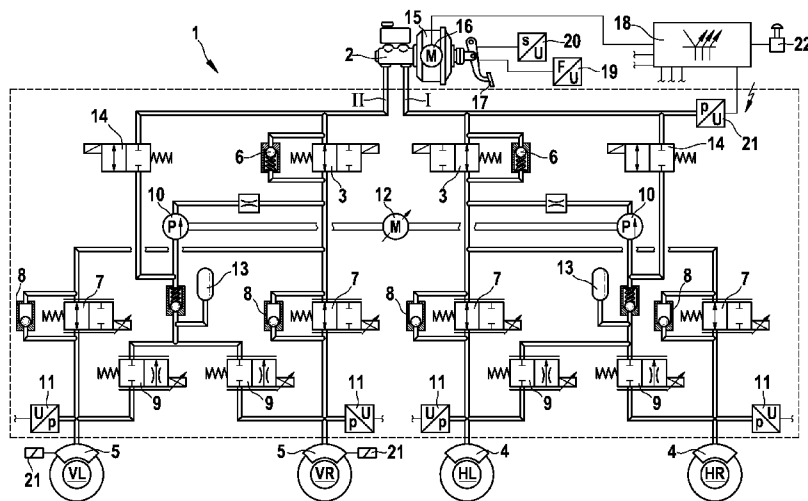 15 16
1 18
2 M s U 20 22
F U 19
II I 17
p U 21
14 6 3 3 6 14
10 12 10
P M P
8 7 13 8 7 8 7 13 8 7
11 9 9 11 11 9 9 11
U p U p U p U p
21 5 5 21 4 4
VL VR HL HR